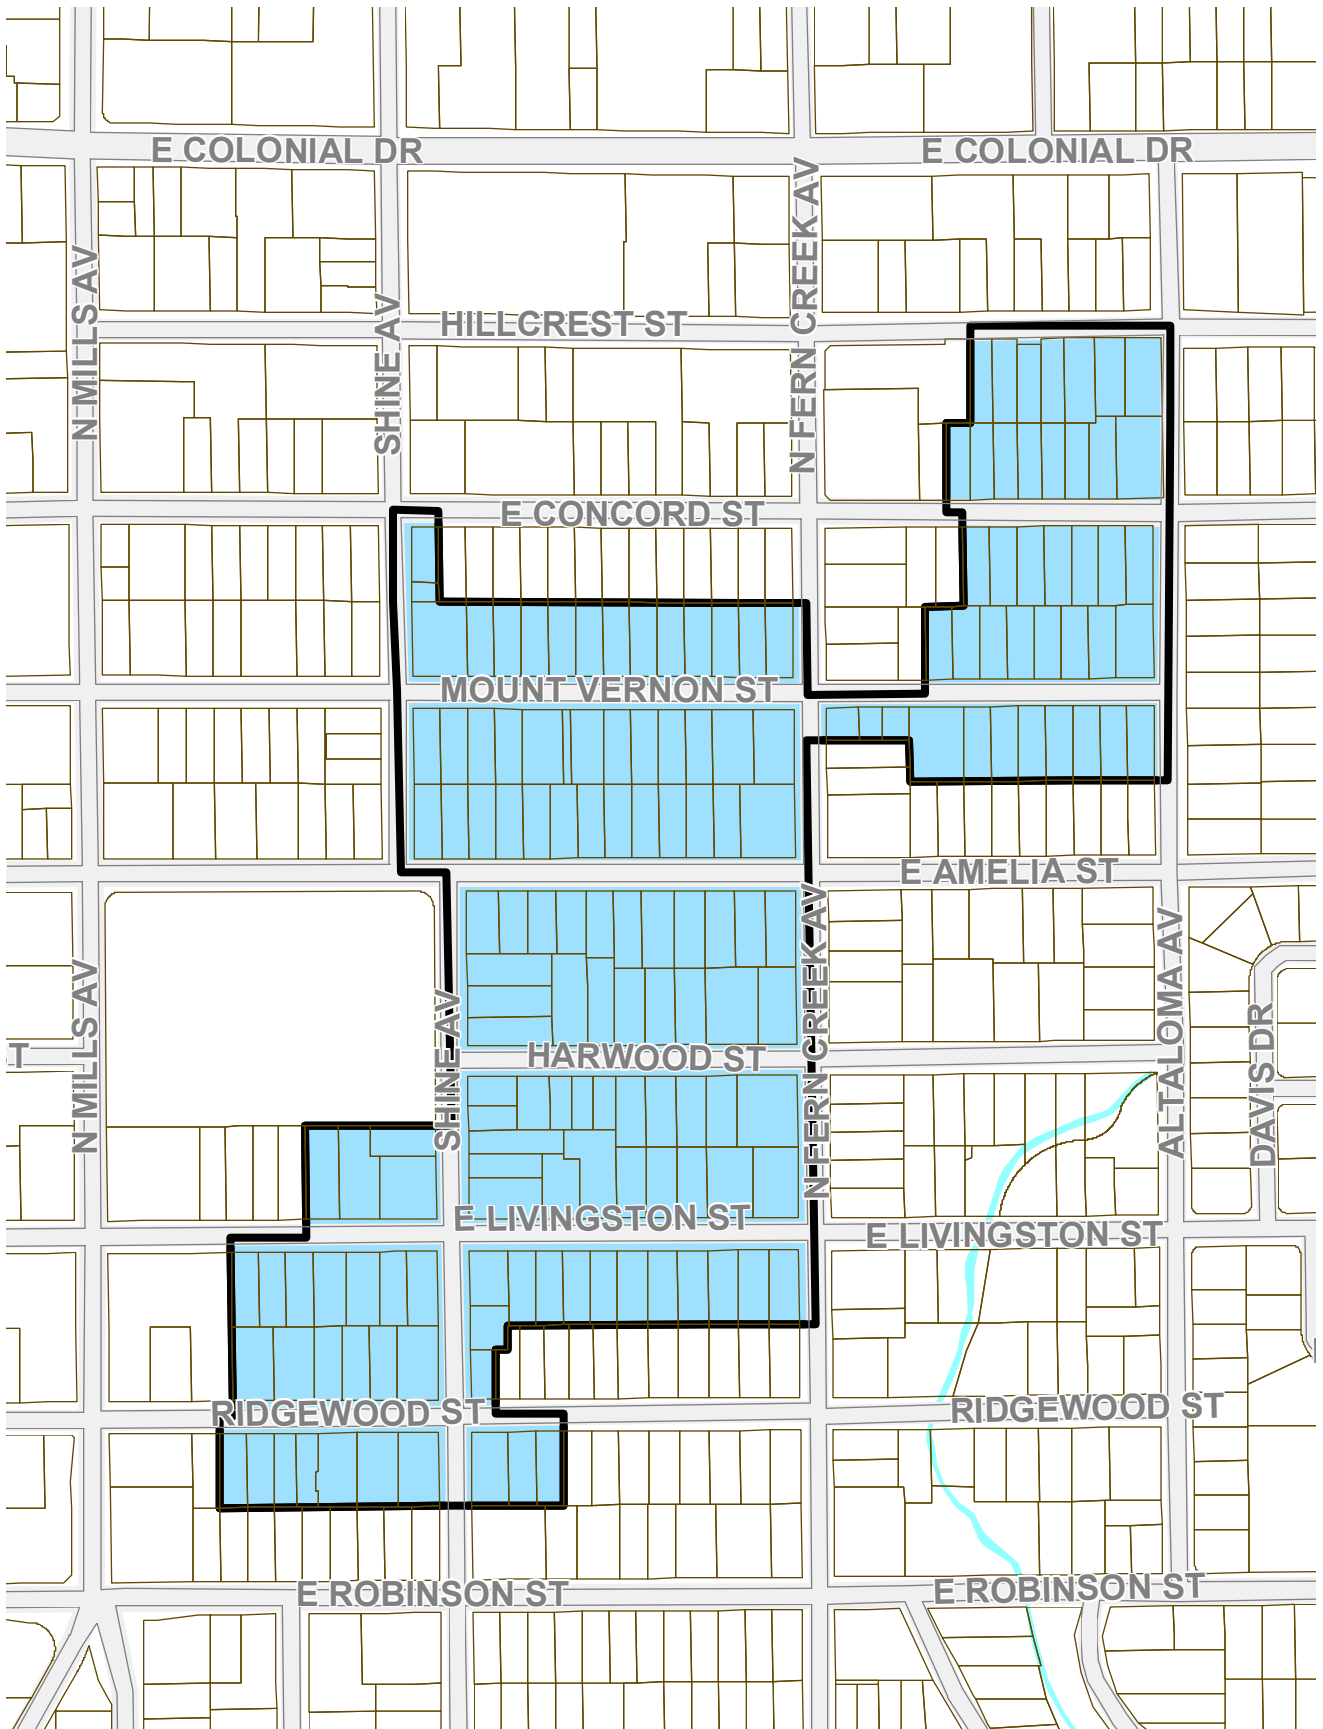 E COLONIAL DR
E COLONIAL DR
N MILLS AV
SHINE AV
HILLCREST ST
N FERN CREEK AV
E CONCORD ST
MOUNT VERNON ST
E AMELIA ST
N MILLS AV
SHINE AV
N FERN CREEK AV
ALTALOMA AV
DAVIS DR
T
HARWOOD ST
E LIVINGSTON ST
E LIVINGSTON ST
RIDGEWOOD ST
RIDGEWOOD ST
E ROBINSON ST
E ROBINSON ST